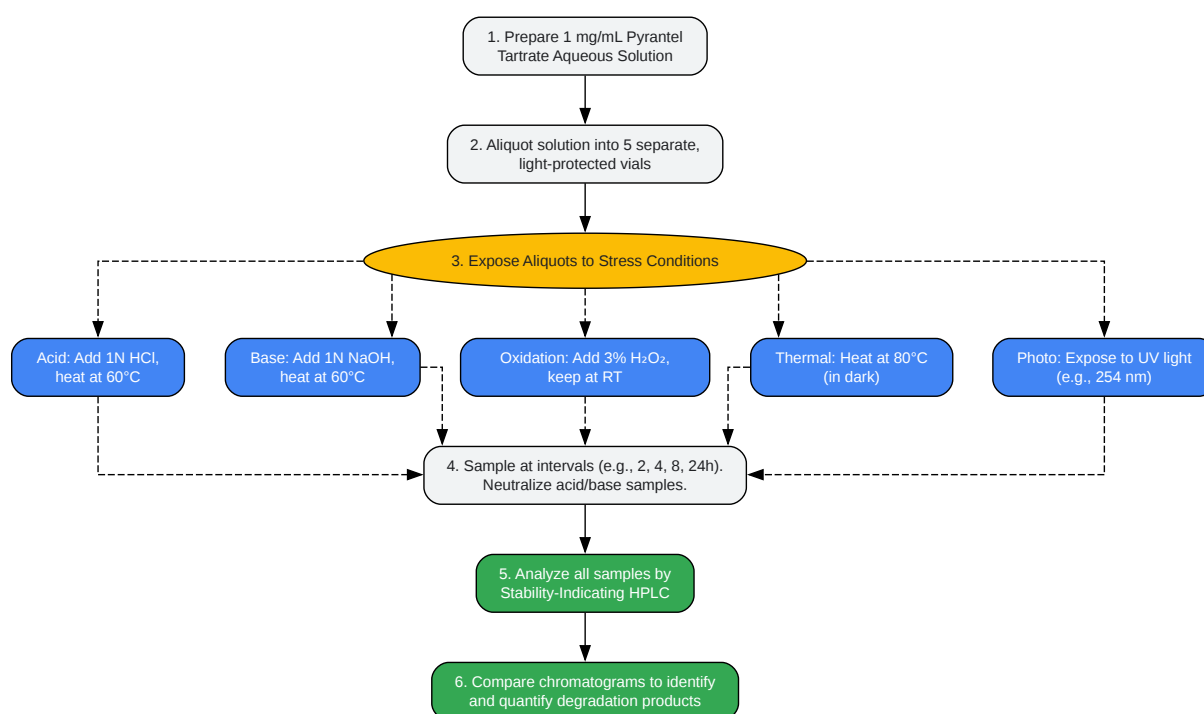 1. Prepare 1 mg/mL Pyrantel
Tartrate Aqueous Solution
2. Aliquot solution into 5 separate,
light-protected vials
3. Expose Aliquots to Stress Conditions
Acid: Add 1N HCl,
heat at 60°C
Base: Add 1N NaOH,
heat at 60°C
Oxidation: Add 3% H₂O₂,
keep at RT
Thermal: Heat at 80°C
(in dark)
Photo: Expose to UV light
(e.g., 254 nm)
4. Sample at intervals (e.g., 2, 4, 8, 24h).
Neutralize acid/base samples.
5. Analyze all samples by
Stability-Indicating HPLC
6. Compare chromatograms to identify
and quantify degradation products